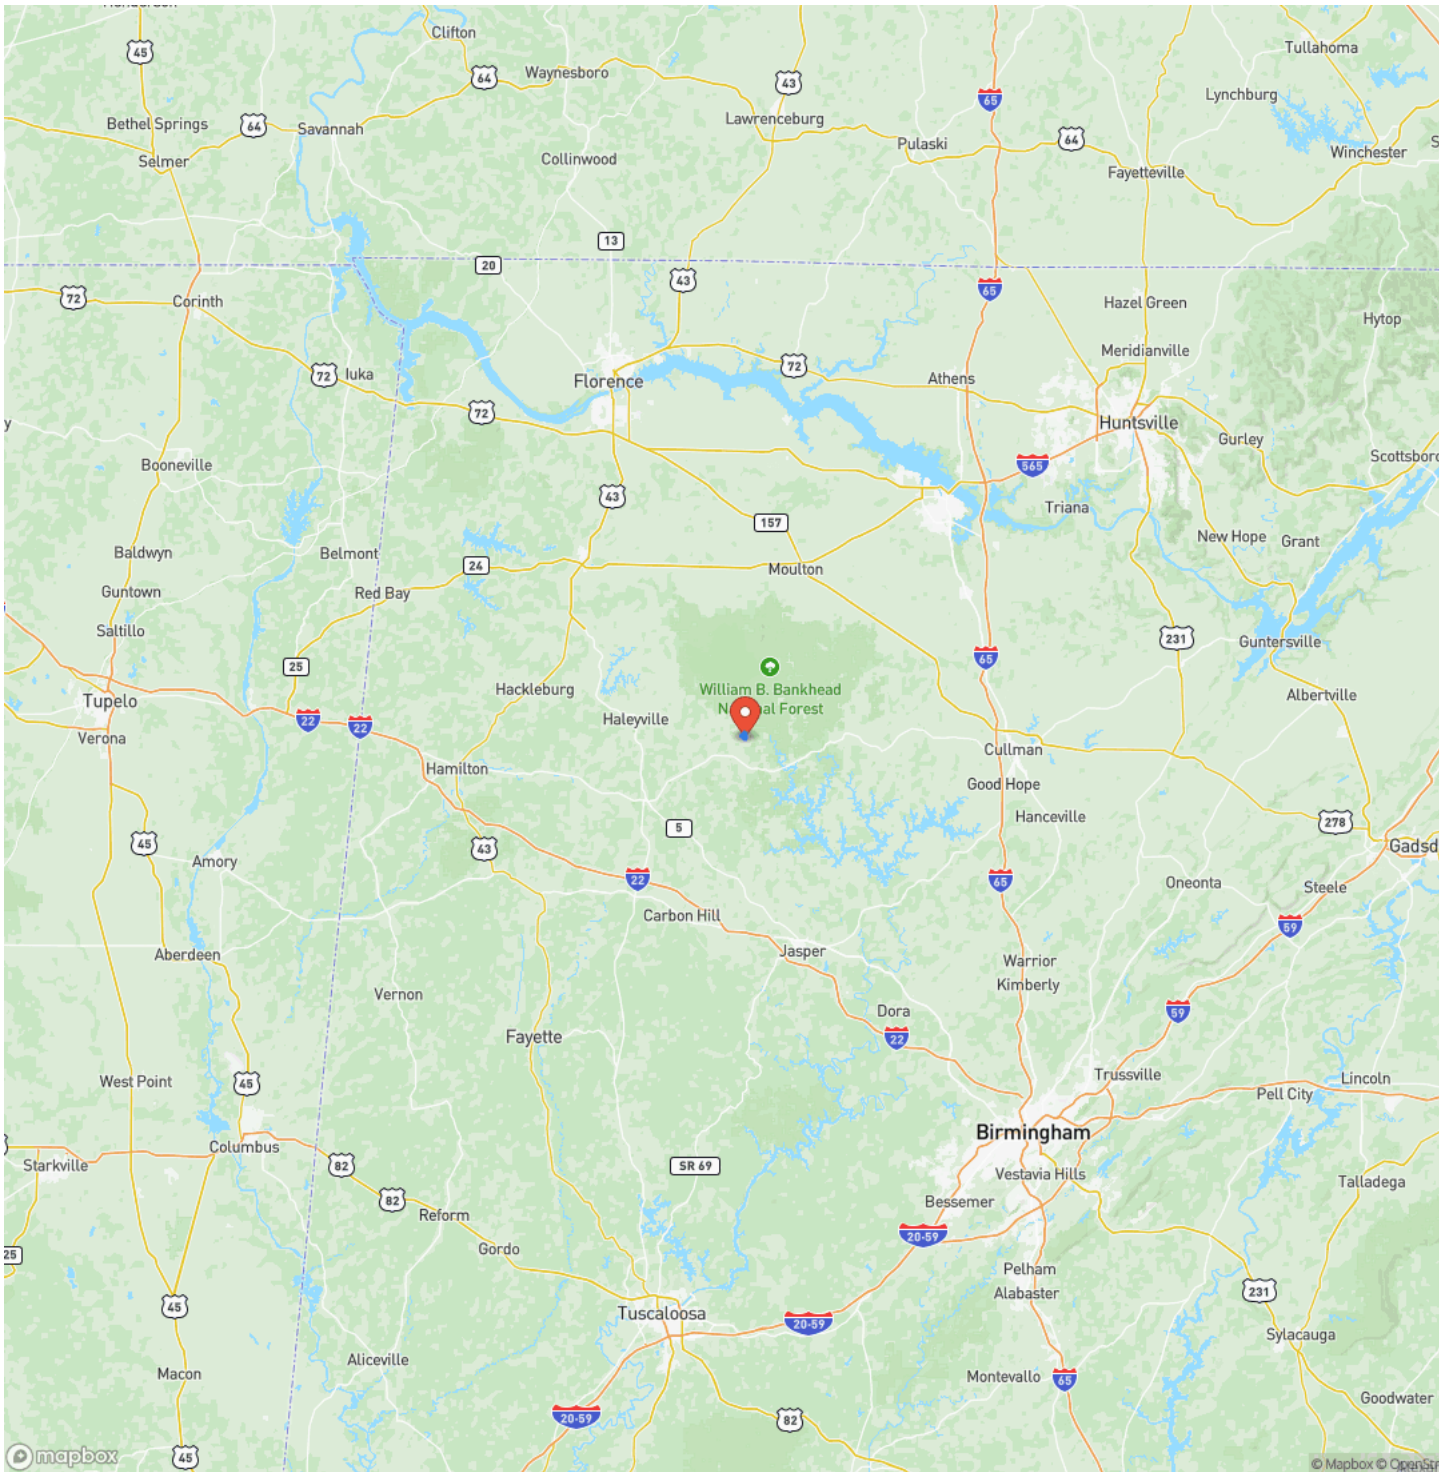 Clifton
45
64
Waynesboro
43
65
Tullahoma
Lynchburg
Bethel Springs
64
Savannah
Lawrenceburg
Pulaski
64
Winchester
Selmer
Collinwood
Fayetteville
13
20
43
65
72
Corinth
Hazel Green
Hytop
Meridianville
72
Iuka
72
Florence
Athens
72
Huntsville
Gurley
Booneville
565
Scottsboro
43
157
Triana
New Hope
Grant
Baldwyn
Belmont
24
Moulton
Guntown
Red Bay
Saltillo
231
Guntersville
25
65
William B. Bankhead
National Forest
Tupelo
Hackleburg
Albertville
22
22
Haleyville
Verona
Cullman
Hamilton
Good Hope
Hanceville
278
5
45
43
Gadsd
Amory
22
65
Oneonta
Steele
Carbon Hill
59
Aberdeen
Jasper
Warrior
Kimberly
Vernon
Dora
59
Fayette
22
West Point
45
Trussville
Lincoln
Pell City
Birmingham
Columbus
Starkville
82
SR 69
Vestavia Hills
Talladega
82
Bessemer
Reform
20-59
Gordo
25
Pelham
Alabaster
231
45
Tuscaloosa
20-59
Sylacauga
Aliceville
Macon
Montevallo
65
Goodwater
20-59
82
45
mapbox
© Mapbox © OpenStr